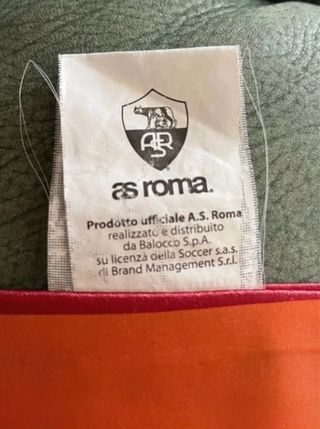 ASR
as roma.
Prodotto ufficiale A.S. Roma
realizzato e distribuito
da Balocco S.p.A.
su licenza della Soccer s.a.s.
di Brand Management S.r.l.